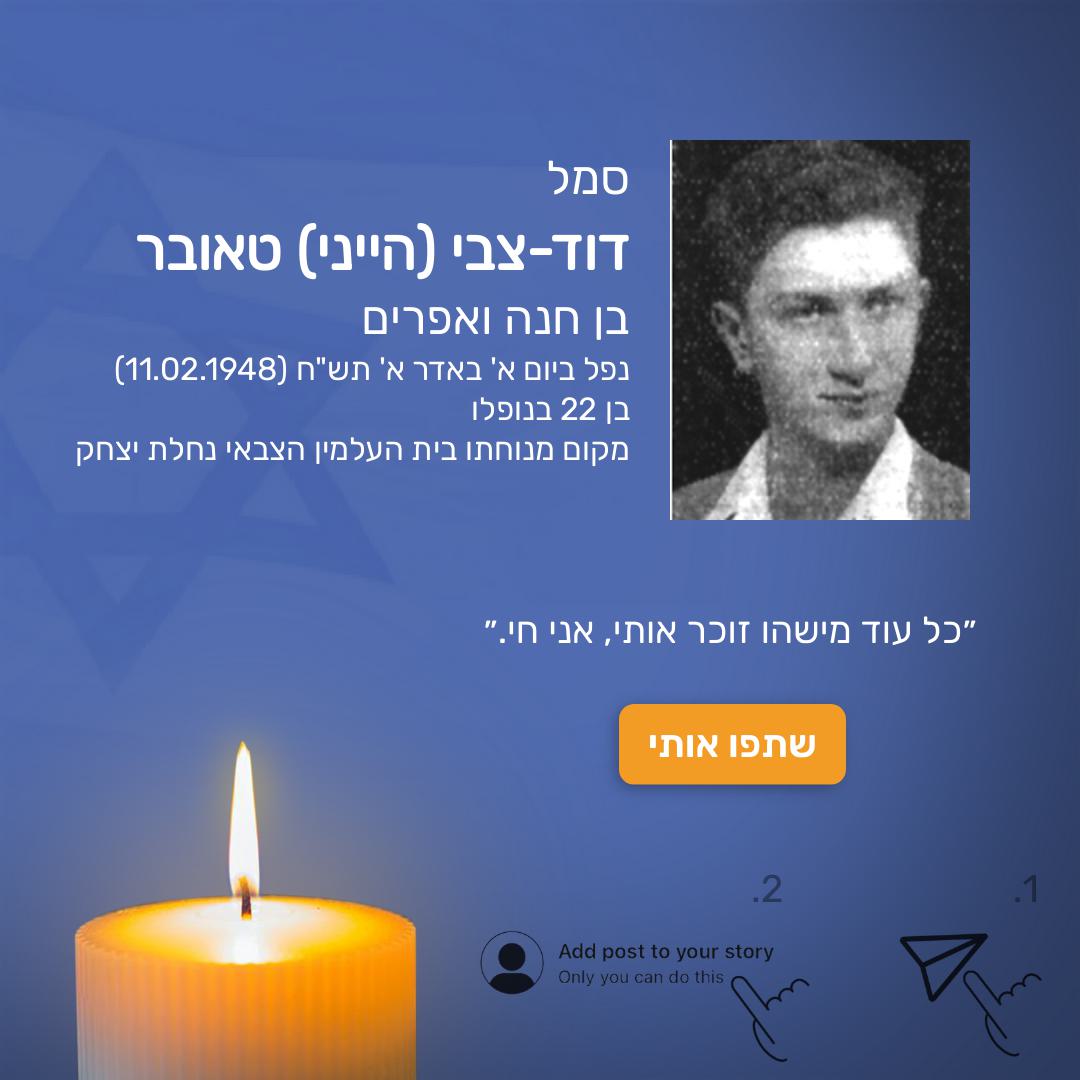 סמל
דוד-צבי (הייני) טאובר
בן חנה ואפרים
נפל ביום א' באדר א' תש"ח (11.02.1948)
בן 22 בנופלו
מקום מנוחתו בית העלמין הצבאי נחלת יצחק
״כל עוד מישהו זוכר אותי, אני חי.״
שתפו אותי
.1
.2
Add post to your story
Only you can do this